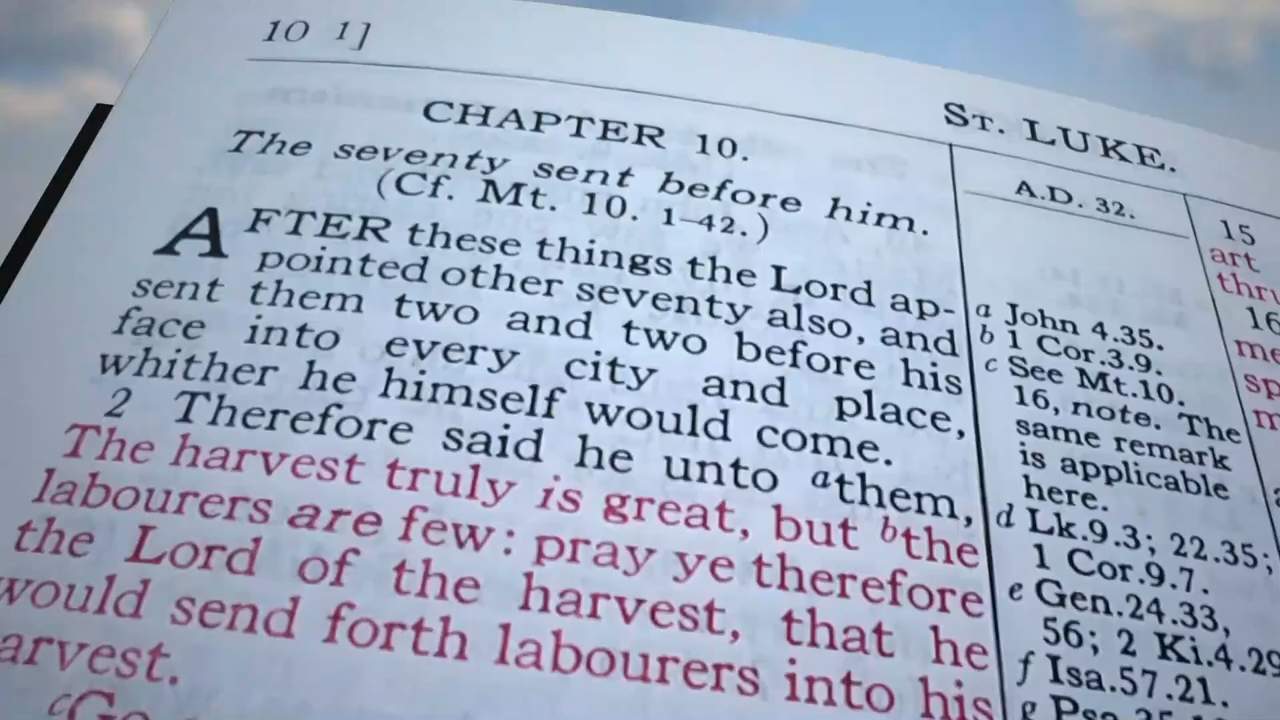 10 1]
ST. LUKE.
CHAPTER 10.
The seventy sent before him.
(Cf. Mt. 10. 1–42.)
AFTER these things the Lord ap-
pointed other seventy also, and
sent them two and two before his
face into every city and place,
whither he himself would come.
2 Therefore said he unto athem,
The harvest truly is great, but bthe
labourers are few: pray ye therefore
the Lord of the harvest, that he
would send forth labourers into his
arvest.
A.D. 32.
a John 4.35.
b 1 Cor.3.9.
c See Mt.10.
16, note. The
same remark
is applicable
here.
d Lk.9.3; 22.35;
1 Cor.9.7.
e Gen.24.33,
56; 2 Ki.4.29
f Isa.57.21.
15
art
16
me
sp